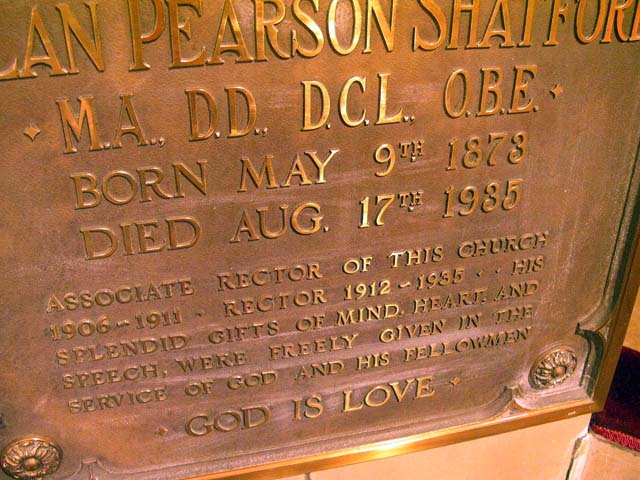 LAN PEARSON SHATFORD
M.A., D.D., D.C.L., O.B.E.
BORN MAY 9TH 1873
DIED AUG. 17TH 1935
ASSOCIATE RECTOR OF THIS CHURCH
1906-1911 · RECTOR 1912-1935 · · HIS
SPLENDID GIFTS OF MIND, HEART, AND
SPEECH, WERE FREELY GIVEN IN THE
SERVICE OF GOD AND HIS FELLOWMEN
· GOD IS LOVE ·